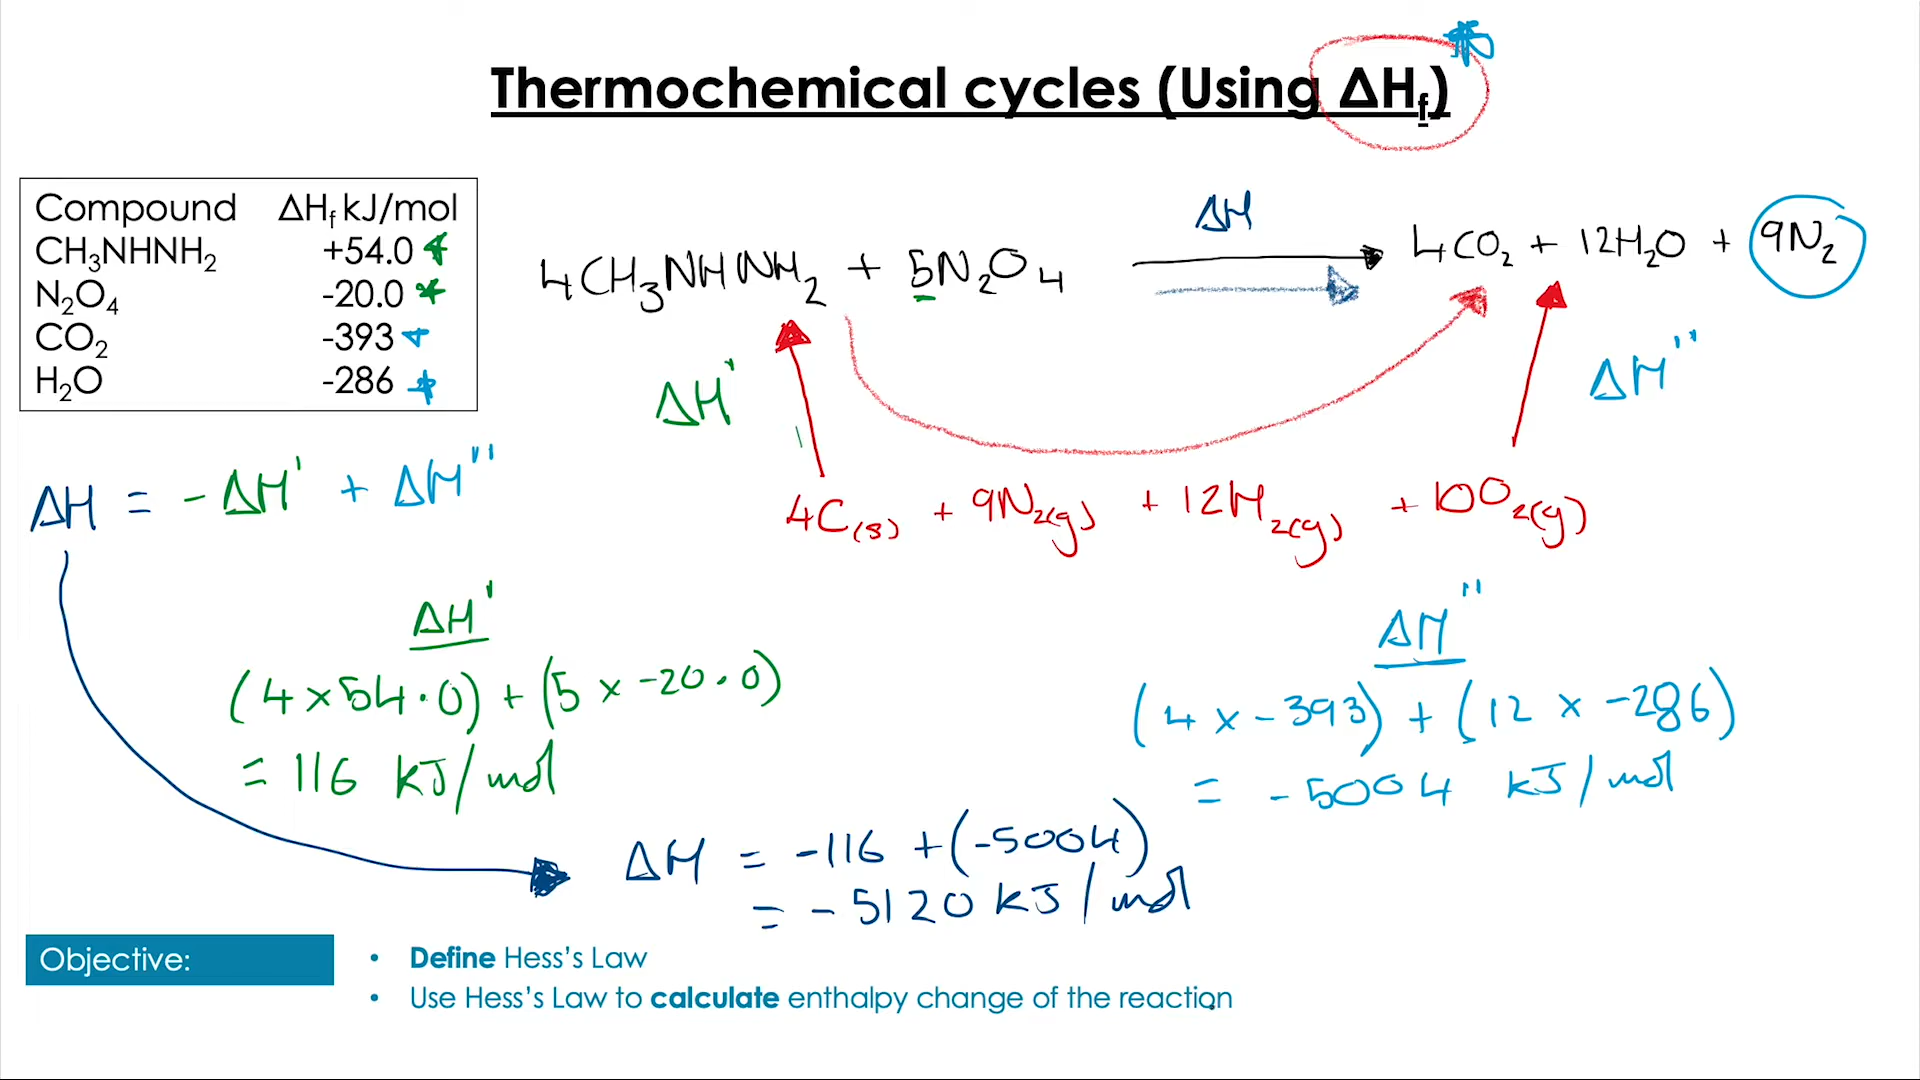 Thermochemical cycles (Using ΔH_f)
Compound ΔH_f kJ/mol
CH₃NHNH₂ +54.0
N₂O₄ -20.0
CO₂ -393
H₂O -286
ΔH
4CH₃NHNH₂ + 5N₂O₄ → 4CO₂ + 12H₂O + 9N₂
ΔH'
ΔH''
4C(s) + 9N₂(g) + 12H₂(g) + 10O₂(g)
ΔH = -ΔH' + ΔH''
ΔH'
(4 × 54.0) + (5 × -20.0)
= 116 kJ/mol
ΔH''
(4 × -393) + (12 × -286)
= -5004 kJ/mol
ΔH = -116 + (-5004)
= -5120 kJ/mol
Objective:
• Define Hess's Law
• Use Hess's Law to calculate enthalpy change of the reaction